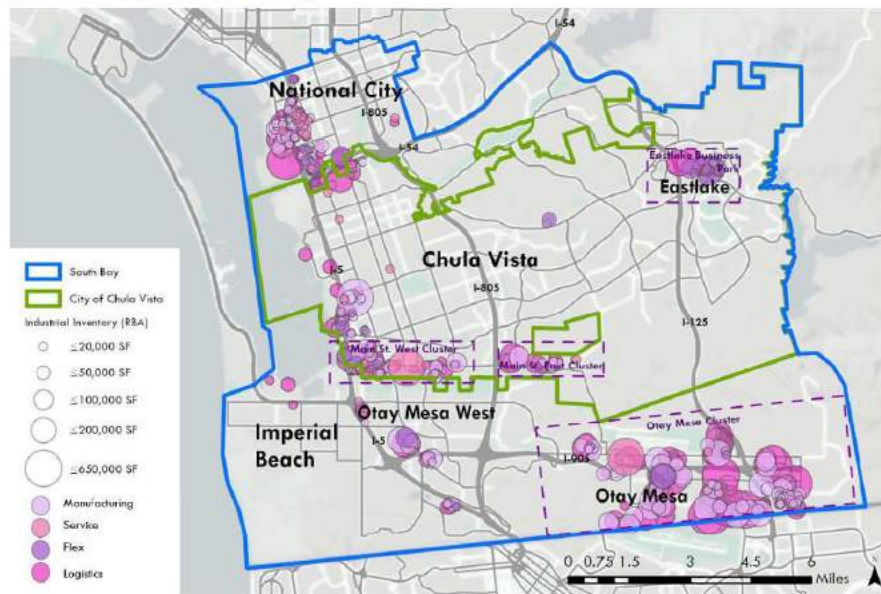 I-54
National City
I-805
I-54
Eastlake Business
Park
Eastlake
Chula Vista
I-5
I-805
I-125
South Bay
City of Chula Vista
Industrial Inventory (RBA)
≤20,000 SF
≤50,000 SF
≤100,000 SF
≤200,000 SF
≤650,000 SF
Manufacturing
Service
Flex
Logistics
Main St. West Cluster
Main St. East Cluster
Otay Mesa West
Otay Mesa Cluster
Imperial
Beach
I-5
I-905
Otay Mesa
0 0.75 1.5 3 4.5 6
Miles
N